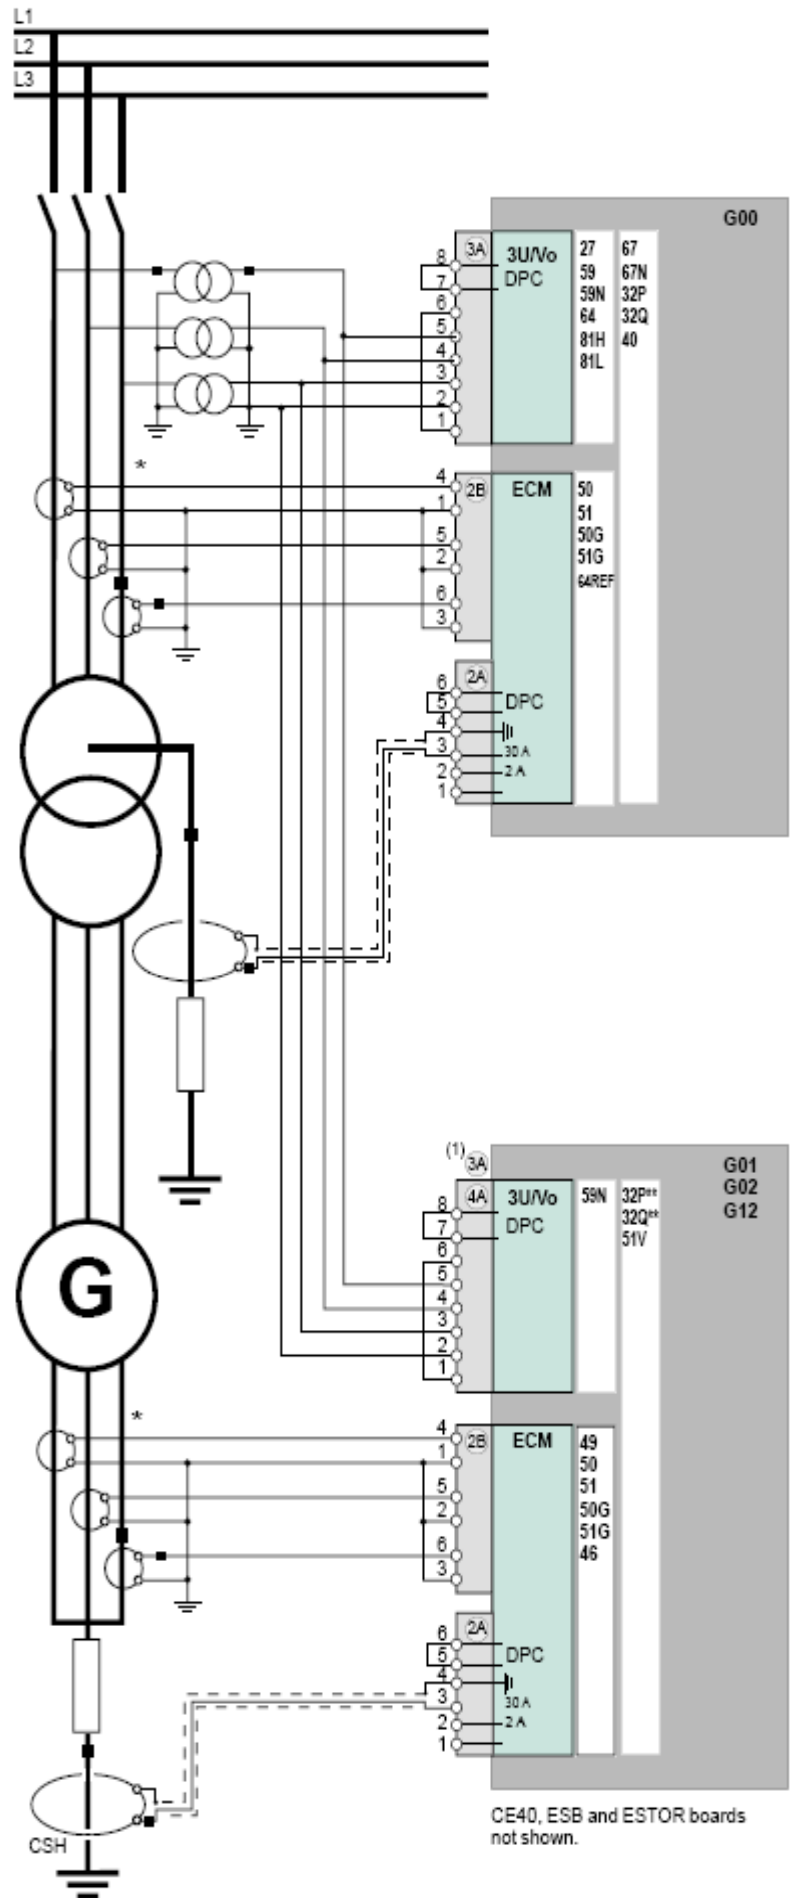 L1
L2
L3
G00
3A
3U/Vo
DPC
27 67
59 67N
59N 32P
64 32Q
81H 40
81L
8
7
6
5
4
3
2
1
*
2B
ECM
50
51
50G
51G
64REF
4
1
5
2
6
3
2A
DPC
30 A
2 A
6
5
4
3
2
1
(1)
3A
G01
G02
G12
4A
3U/Vo
DPC
59N 32P**
32Q**
51V
8
7
6
5
4
3
2
1
G
*
2B
ECM
49
50
51
50G
51G
46
4
1
5
2
6
3
2A
DPC
30 A
2 A
6
5
4
3
2
1
CSH
CE40, ESB and ESTOR boards
not shown.